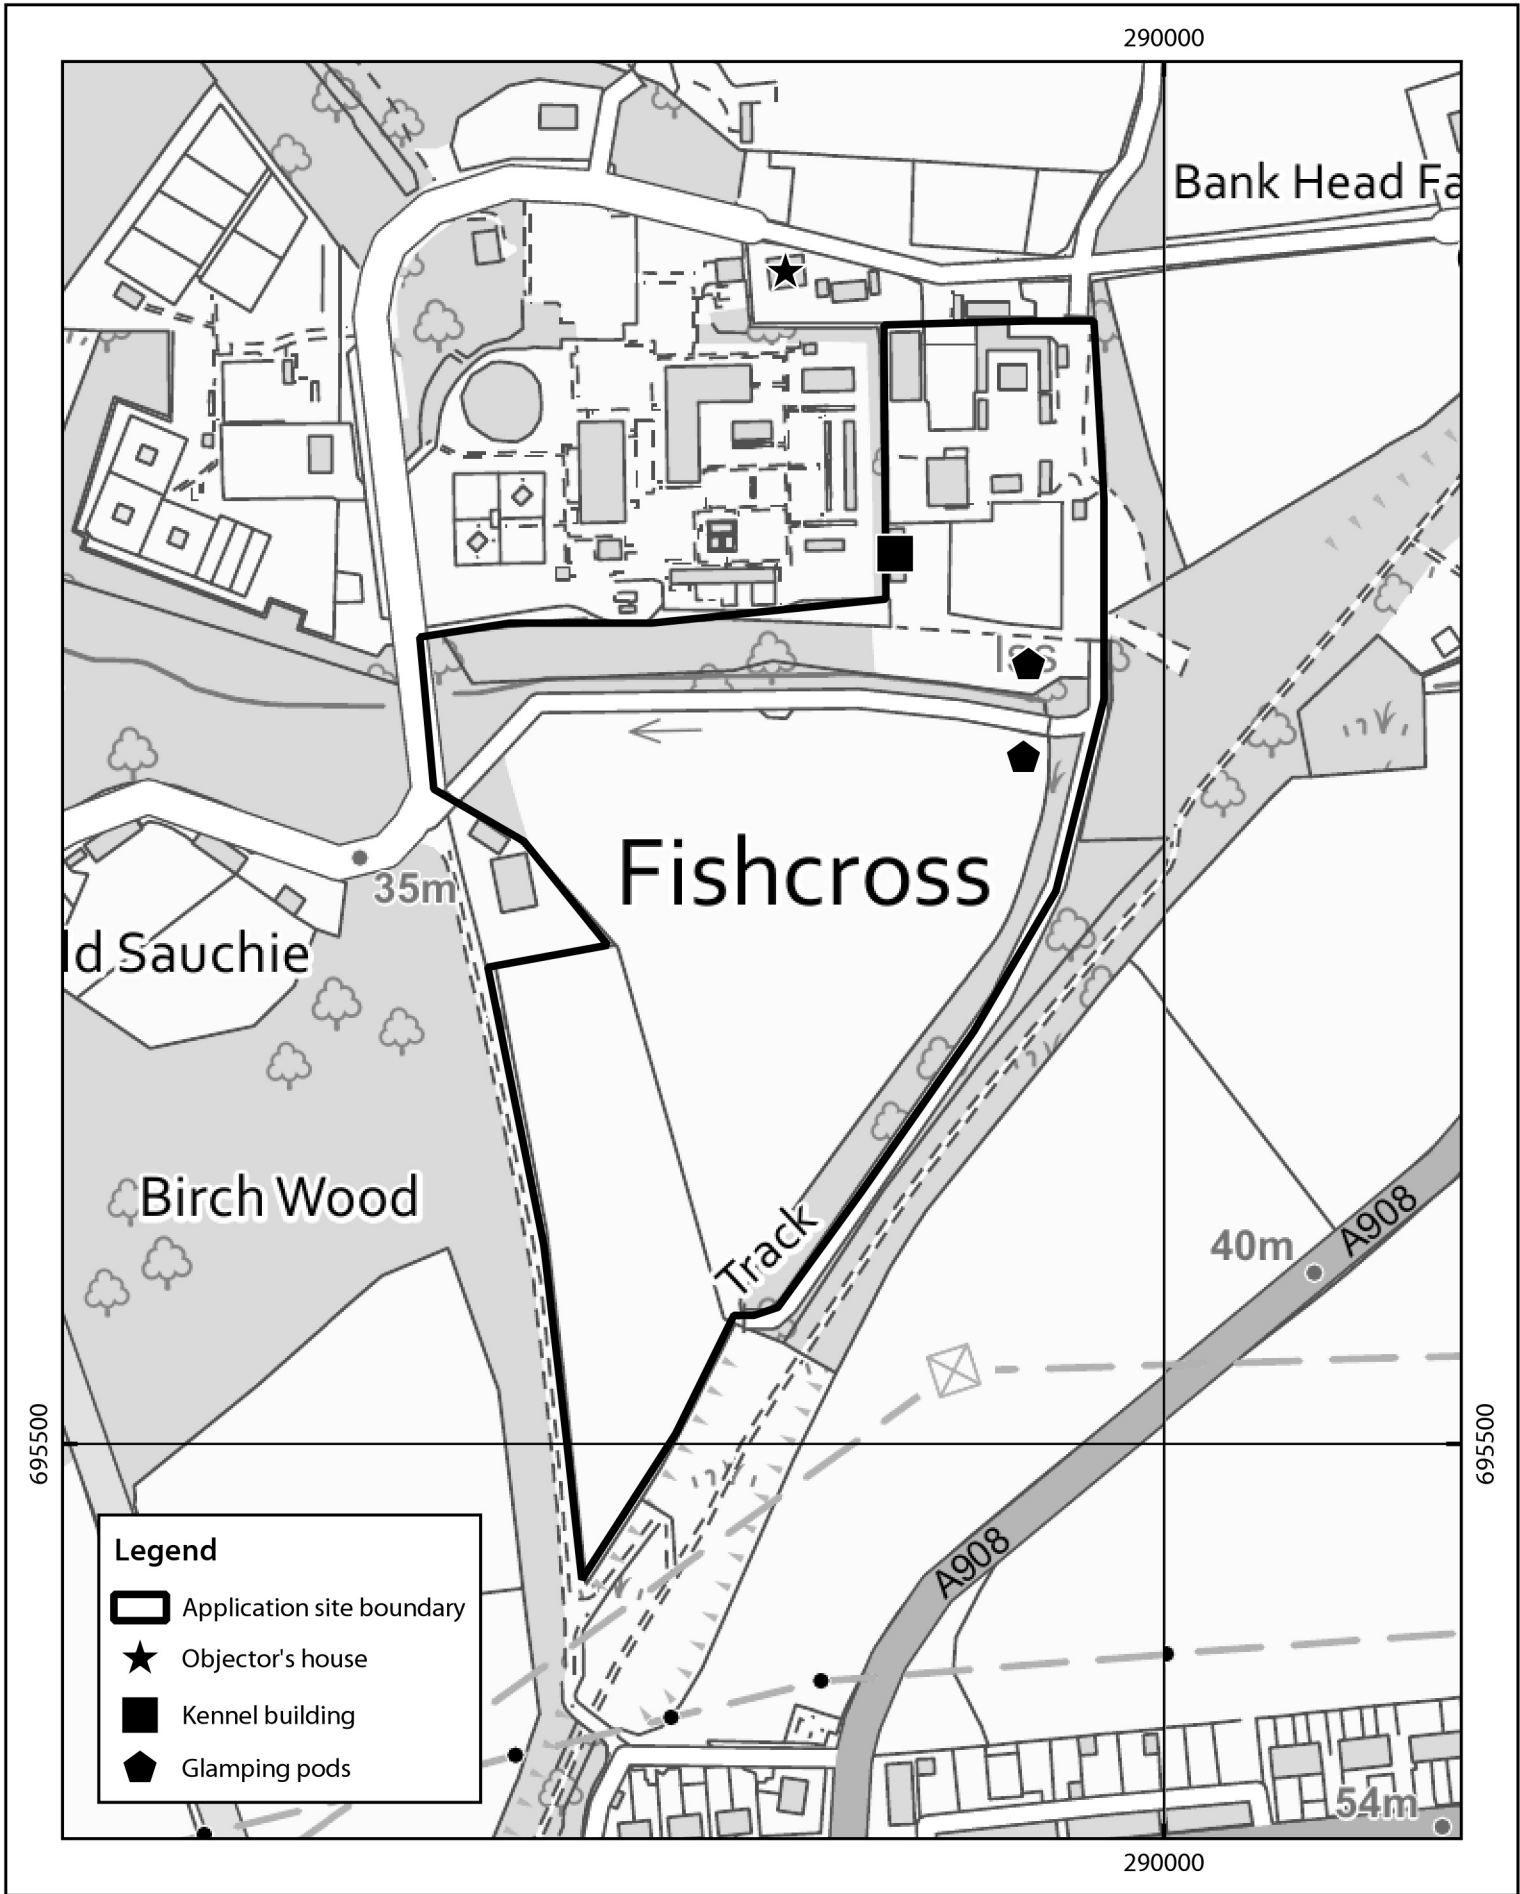 290000
Bank Head Fa
Iss
Fishcross
35m
ld Sauchie
Birch Wood
Track
A908
40m
695500
695500
A908
Legend
Application site boundary
Objector's house
Kennel building
Glamping pods
54m
290000